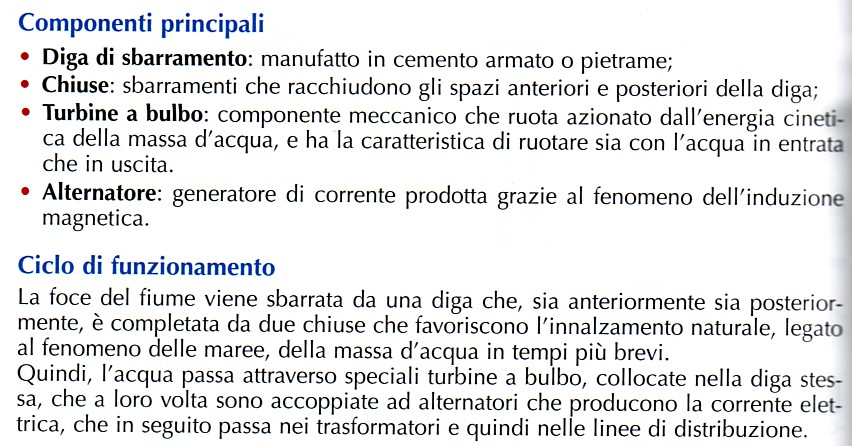 Componenti principali
• Diga di sbarramento: manufatto in cemento armato o pietrame;
• Chiuse: sbarramenti che racchiudono gli spazi anteriori e posteriori della diga;
• Turbine a bulbo: componente meccanico che ruota azionato dall'energia cineti-
ca della massa d'acqua, e ha la caratteristica di ruotare sia con l'acqua in entrata
che in uscita.
• Alternatore: generatore di corrente prodotta grazie al fenomeno dell'induzione
magnetica.
Ciclo di funzionamento
La foce del fiume viene sbarrata da una diga che, sia anteriormente sia posterior-
mente, è completata da due chiuse che favoriscono l'innalzamento naturale, legato
al fenomeno delle maree, della massa d'acqua in tempi più brevi.
Quindi, l'acqua passa attraverso speciali turbine a bulbo, collocate nella diga stes-
sa, che a loro volta sono accoppiate ad alternatori che producono la corrente elet-
trica, che in seguito passa nei trasformatori e quindi nelle linee di distribuzione.